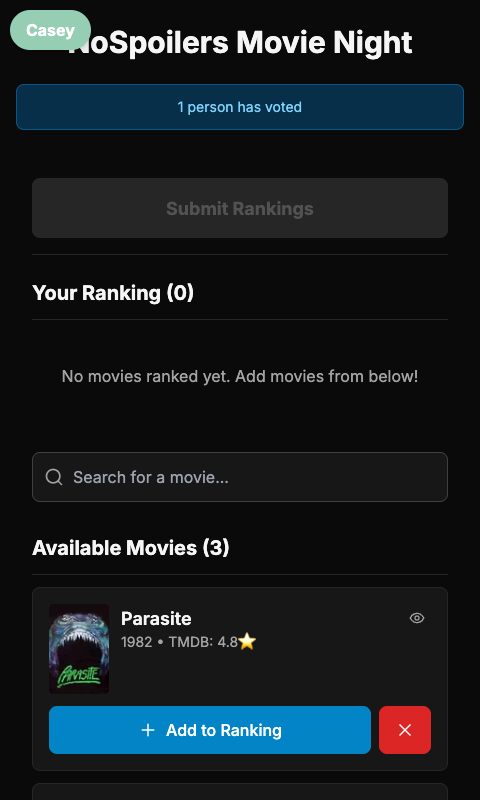 Casey
NoSpoilers Movie Night
1 person has voted
Submit Rankings
Your Ranking (0)
No movies ranked yet. Add movies from below!
Search for a movie...
Available Movies (3)
Parasite
1982 • TMDB: 4.8⭐
PARASITE
+ Add to Ranking